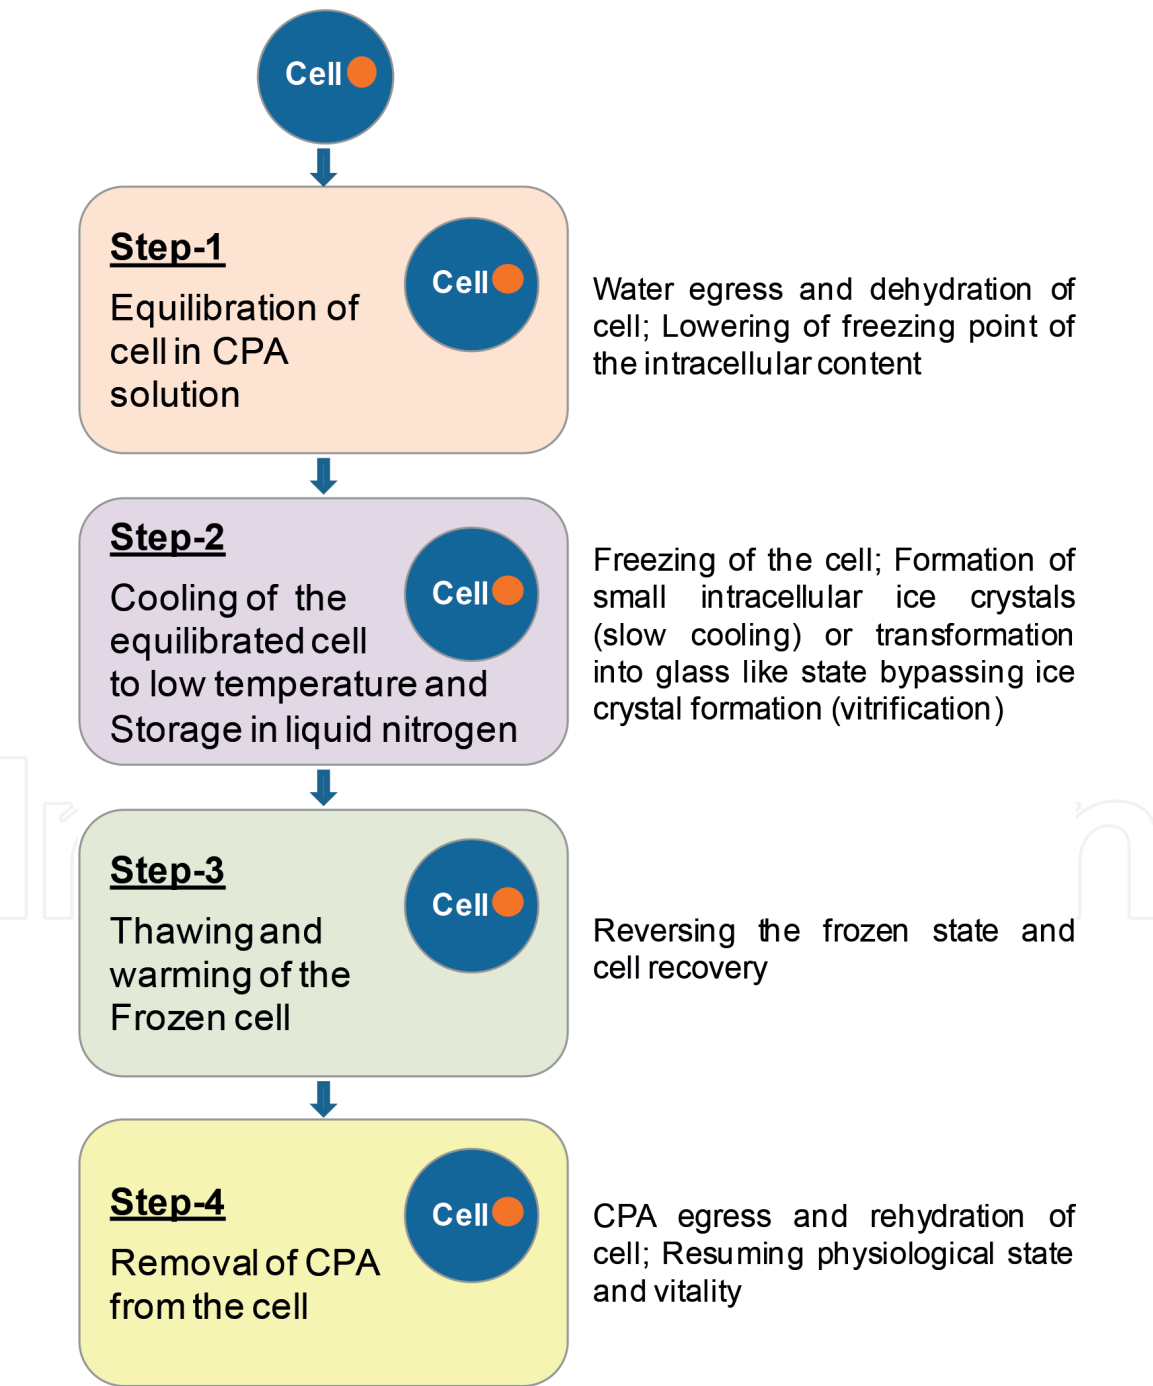 Cell
Step-1
Cell
Equilibration of
cell in CPA
solution
Water egress and dehydration of
cell; Lowering of freezing point of
the intracellular content
Step-2
Cell
Cooling of the
equilibrated cell
to low temperature and
Storage in liquid nitrogen
Freezing of the cell; Formation of
small intracellular ice crystals
(slow cooling) or transformation
into glass like state bypassing ice
crystal formation (vitrification)
Step-3
Cell
Thawing and
warming of the
Frozen cell
Reversing the frozen state and
cell recovery
Step-4
Cell
Removal of CPA
from the cell
CPA egress and rehydration of
cell; Resuming physiological state
and vitality